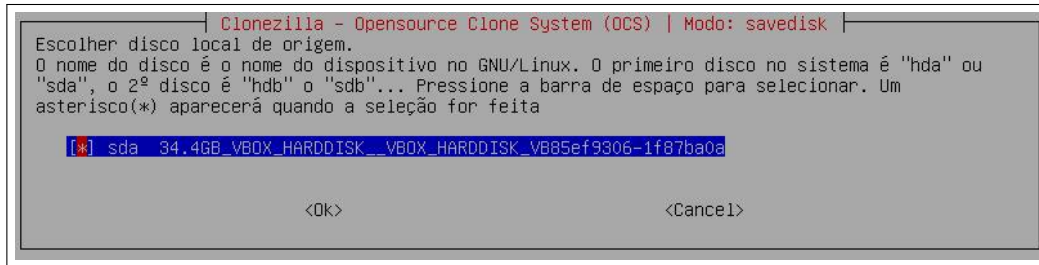 Clonezilla - Opensource Clone System (OCS) | Modo: savedisk
Escolher disco local de origem.
O nome do disco é o nome do dispositivo no GNU/Linux. O primeiro disco no sistema é "hda" ou
"sda", o 2º disco é "hdb" o "sdb"... Pressione a barra de espaço para selecionar. Um
asterisco(*) aparecerá quando a seleção for feita
[*] sda 34.4GB_VBOX_HARDDISK__VBOX_HARDDISK_VB85ef9306-1f87ba0a
<Ok> <Cancel>